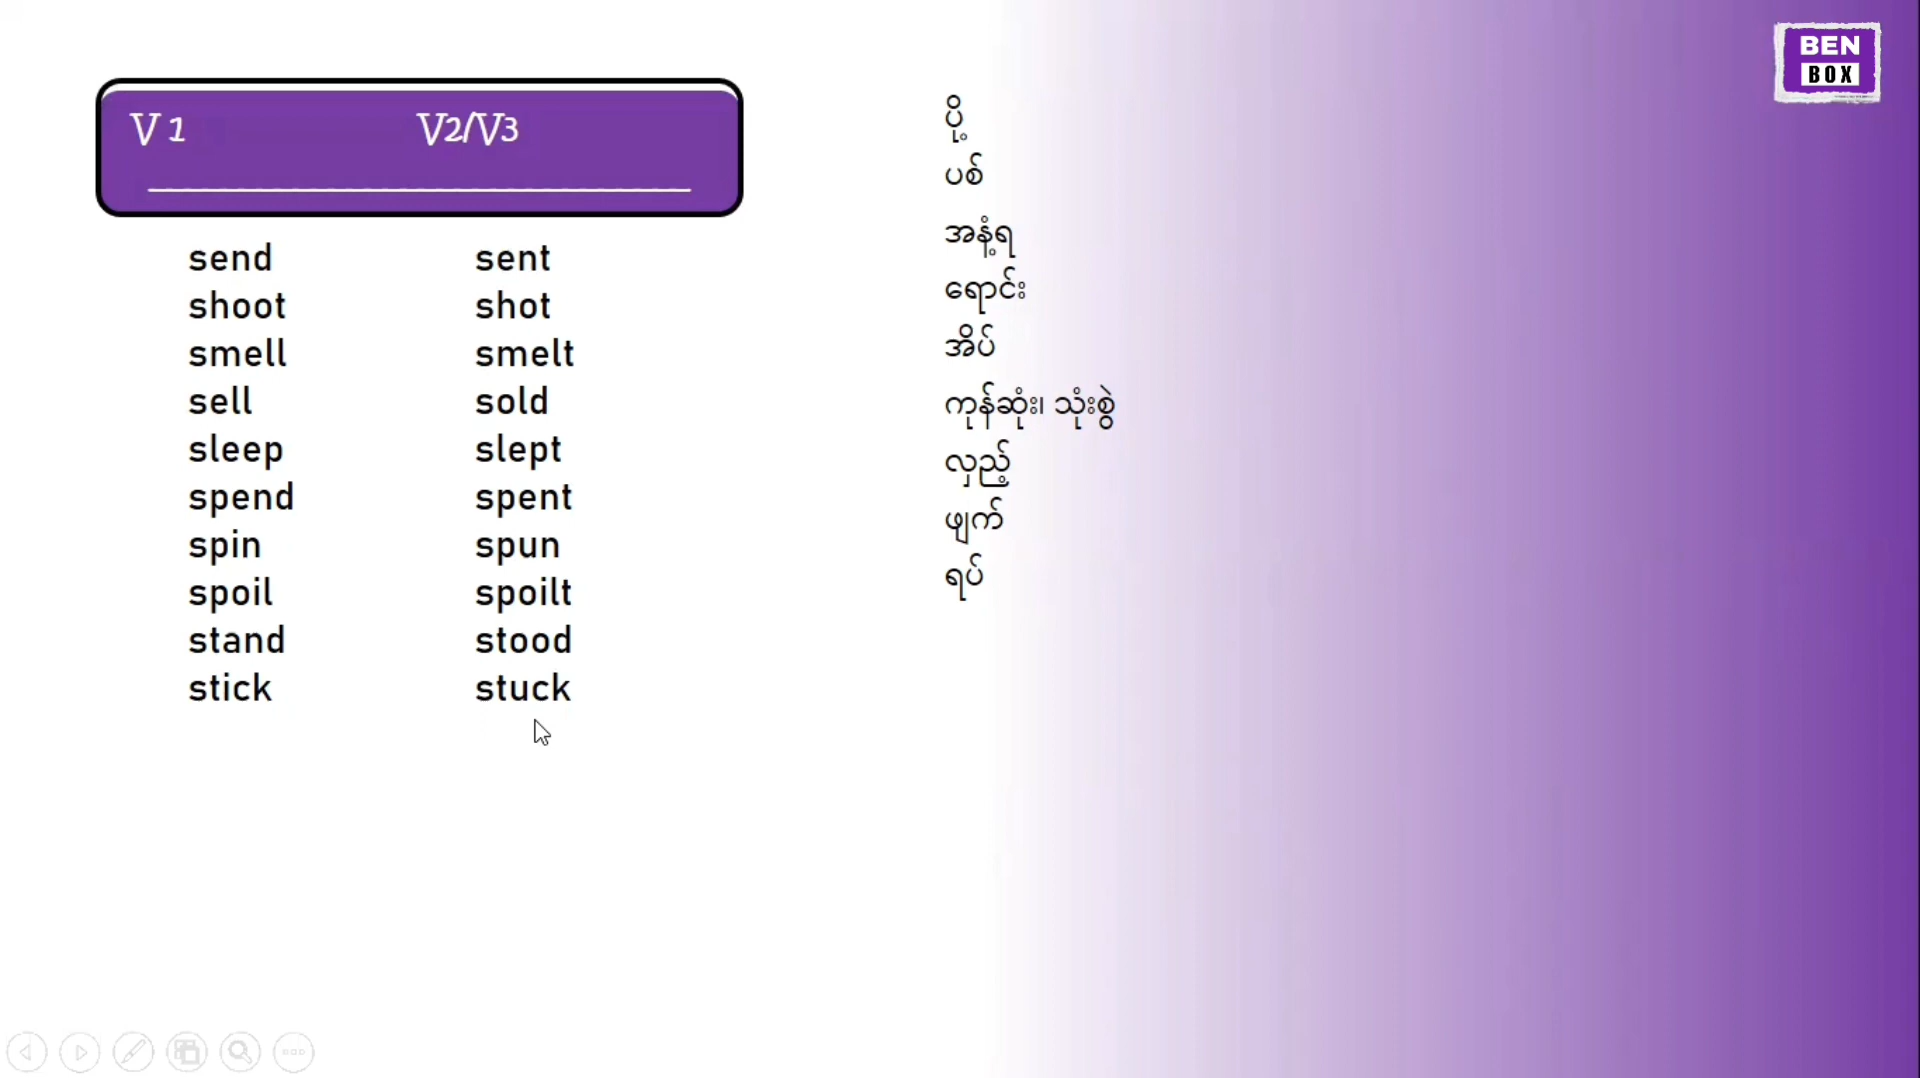 V 1 V2/V3
send sent
shoot shot
smell smelt
sell sold
sleep slept
spend spent
spin spun
spoil spoilt
stand stood
stick stuck
ပို့
ပစ်
အနံ့ရ
ရောင်း
အိပ်
ကုန်ဆုံး၊ သုံးစွဲ
လှည့်
ဖျက်
ရပ်
BEN
BOX